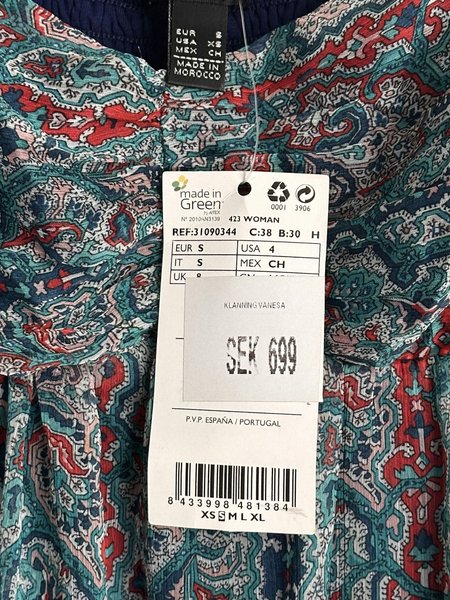 EUR S
USA XS
MEX CH
MADE IN
MOROCCO
made in
Green
by AITEX
0001 3906
N° 2010AN3139 423 WOMAN
REF:31090344 C:38 B:30 H
EUR S USA 4
IT S MEX CH
UK 8
KLANNING VANESA
SEK 699
P.V.P. ESPAÑA / PORTUGAL
8 433998 481384
XS S M L XL